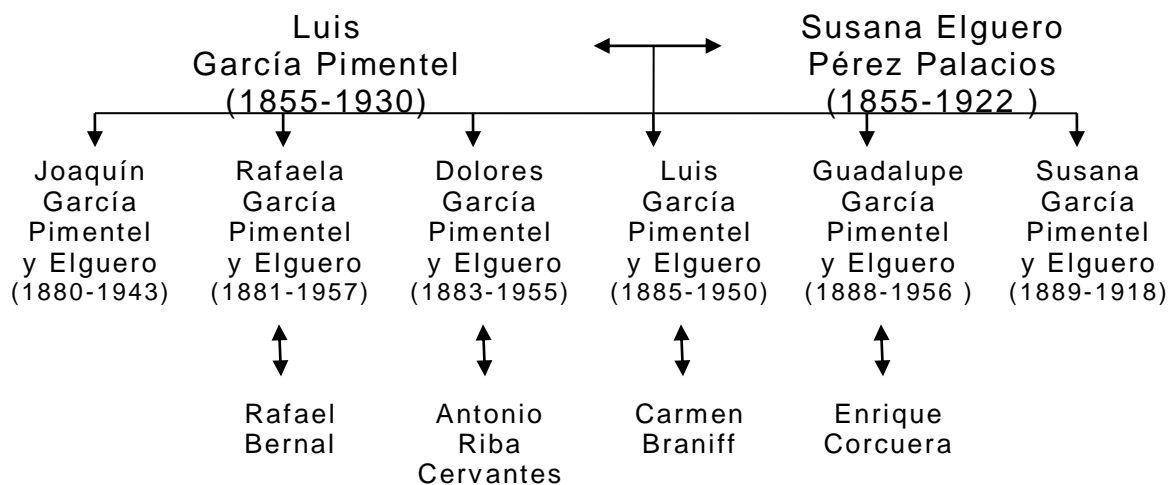 Luis
García Pimentel
(1855-1930)
Susana Elguero
Pérez Palacios
(1855-1922 )
Joaquín
García
Pimentel
y Elguero
(1880-1943)
Rafaela
García
Pimentel
y Elguero
(1881-1957)
Dolores
García
Pimentel
y Elguero
(1883-1955)
Luis
García
Pimentel
y Elguero
(1885-1950)
Guadalupe
García
Pimentel
y Elguero
(1888-1956 )
Susana
García
Pimentel
y Elguero
(1889-1918)
Rafael
Bernal
Antonio
Riba
Cervantes
Carmen
Braniff
Enrique
Corcuera